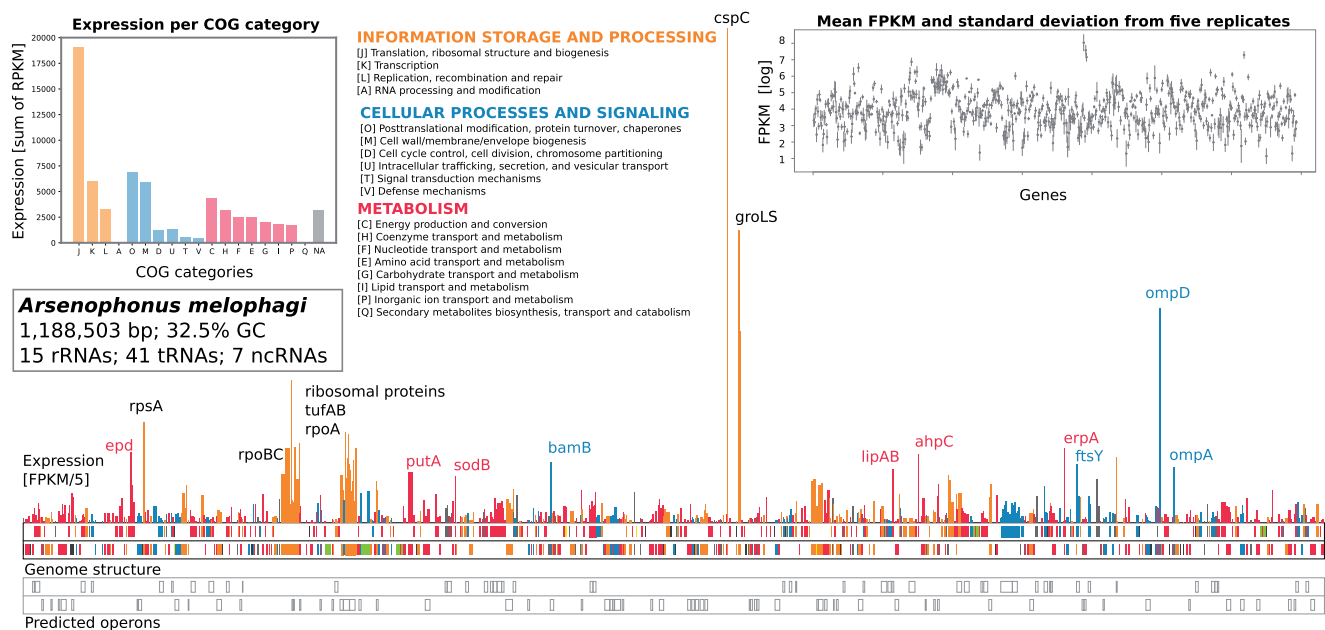 Expression per COG category
Expression [sum of RPKM]
20000
17500
15000
12500
10000
7500
5000
2500
0
J K L A O M D U T V C H F E G I P Q NA
COG categories
INFORMATION STORAGE AND PROCESSING
[J] Translation, ribosomal structure and biogenesis
[K] Transcription
[L] Replication, recombination and repair
[A] RNA processing and modification
CELLULAR PROCESSES AND SIGNALING
[O] Posttranslational modification, protein turnover, chaperones
[M] Cell wall/membrane/envelope biogenesis
[D] Cell cycle control, cell division, chromosome partitioning
[U] Intracellular trafficking, secretion, and vesicular transport
[T] Signal transduction mechanisms
[V] Defense mechanisms
METABOLISM
[C] Energy production and conversion
[H] Coenzyme transport and metabolism
[F] Nucleotide transport and metabolism
[E] Amino acid transport and metabolism
[G] Carbohydrate transport and metabolism
[I] Lipid transport and metabolism
[P] Inorganic ion transport and metabolism
[Q] Secondary metabolites biosynthesis, transport and catabolism
cspC
Mean FPKM and standard deviation from five replicates
FPKM [log]
8
7
6
5
4
3
2
1
Genes
Arsenophonus melophagi
1,188,503 bp; 32.5% GC
15 rRNAs; 41 tRNAs; 7 ncRNAs
groLS
ompD
Expression
[FPKM/5]
epd
rpsA
rpoBC
ribosomal proteins
tufAB
rpoA
putA
sodB
bamB
lipAB
ahpC
erpA
ftsY
ompA
Genome structure
Predicted operons